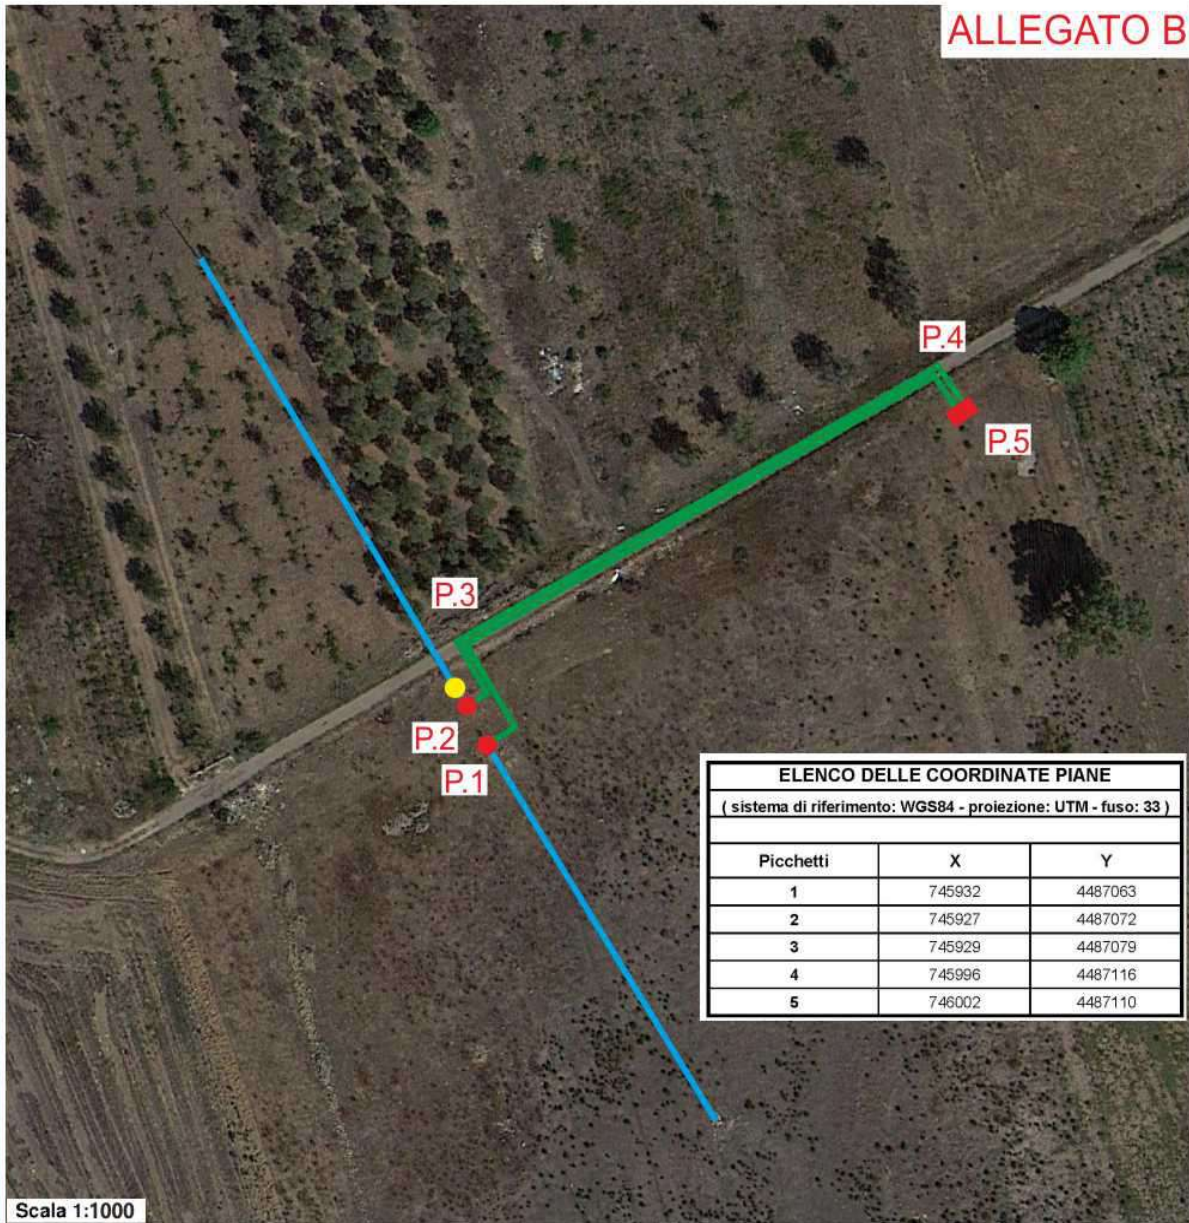 ALLEGATO B
P.4
P.5
P.3
P.2
P.1
ELENCO DELLE COORDINATE PIANE
( sistema di riferimento: WGS84 - proiezione: UTM - fuso: 33 )
Picchetti X Y
1 745932 4487063
2 745927 4487072
3 745929 4487079
4 745996 4487116
5 746002 4487110
Scala 1:1000